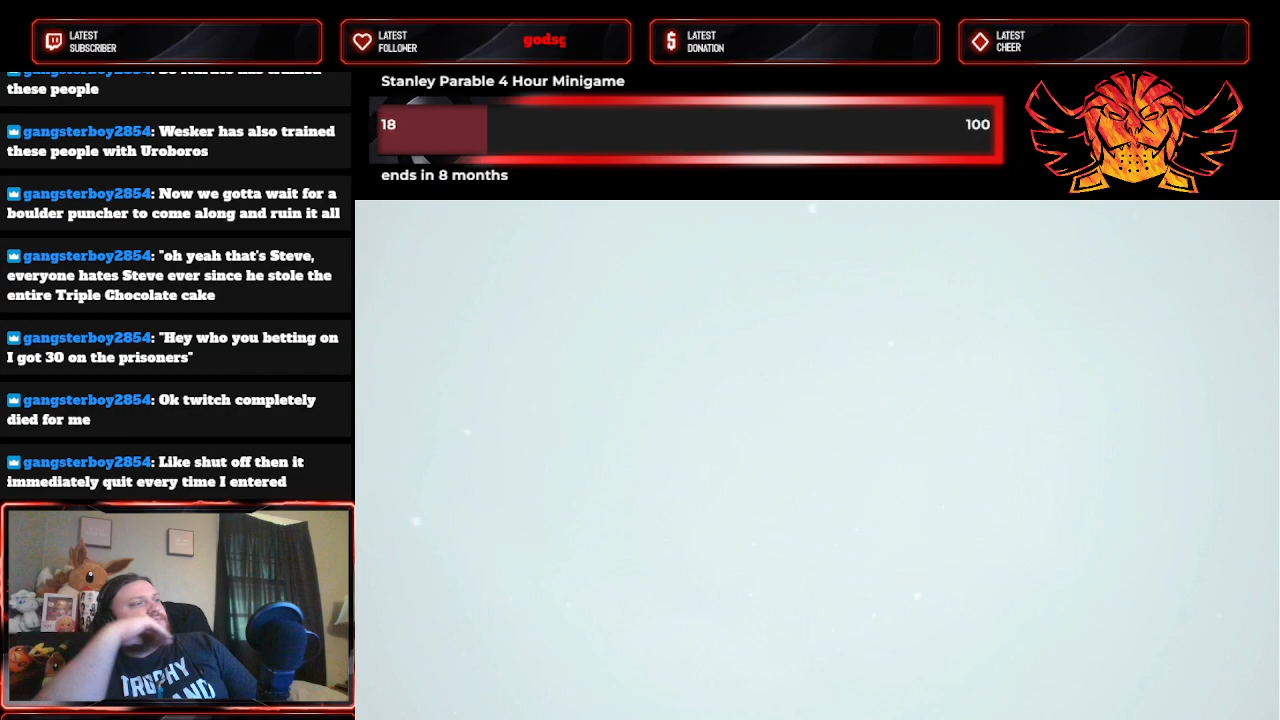 LATEST
SUBSCRIBER
LATEST
FOLLOWER
LATEST
DONATION
LATEST
CHEER
these people
gangsterboy2854: Wesker has also trained
these people with Uroboros
gangsterboy2854: Now we gotta wait for a
boulder puncher to come along and ruin it all
gangsterboy2854: "oh yeah that's Steve,
everyone hates Steve ever since he stole the
entire Triple Chocolate cake
gangsterboy2854: "Hey who you betting on
I got 30 on the prisoners"
gangsterboy2854: Ok twitch completely
died for me
gangsterboy2854: Like shut off then it
immediately quit every time I entered
Stanley Parable 4 Hour Minigame
18
100
ends in 8 months